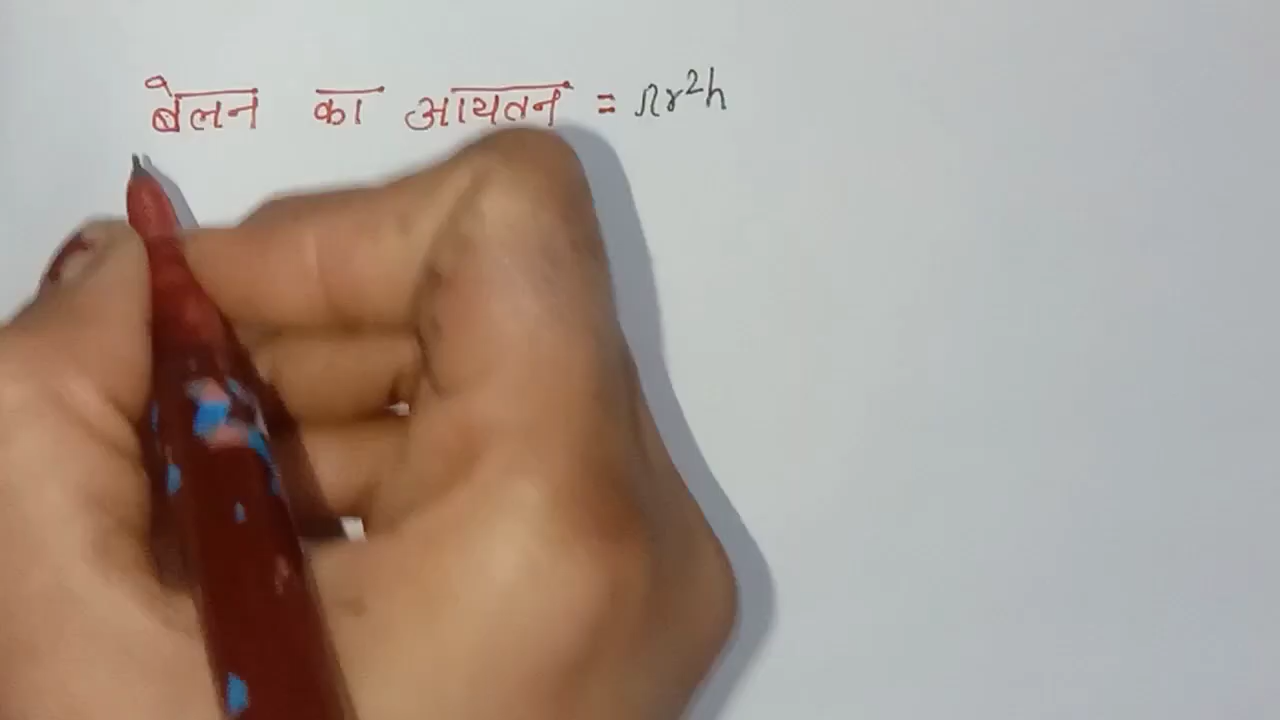 बेलन का आयतन = πr²h